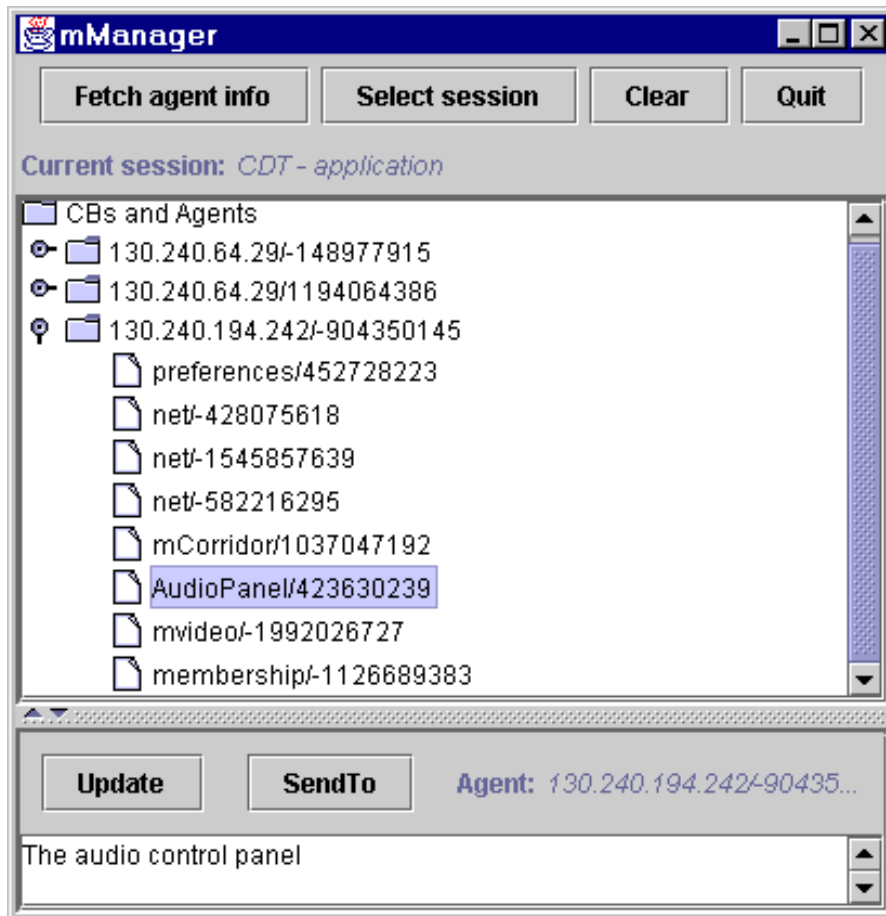 mManager
Fetch agent info Select session Clear Quit
Current session: CDT - application
CBs and Agents
130.240.64.29/-148977915
130.240.64.29/1194064386
130.240.194.242/-904350145
preferences/452728223
net/-428075618
net/-1545857639
net/-582216295
mCorridor/1037047192
AudioPanel/423630239
mvideo/-1992026727
membership/-1126689383
Update SendTo Agent: 130.240.194.242/-90435...
The audio control panel